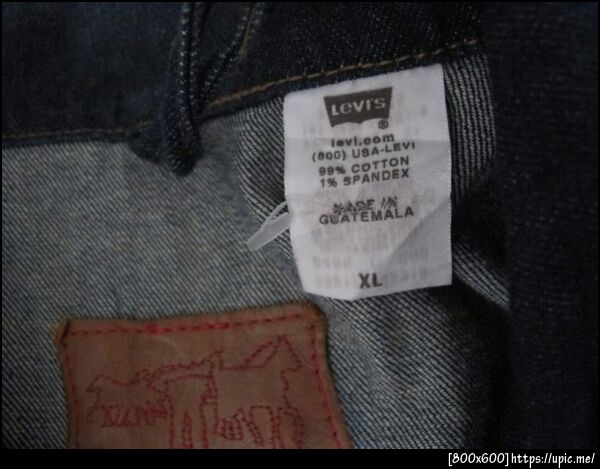 LEVI'S
®
levi.com
(800) USA-LEVI
99% COTTON
1% SPANDEX
MADE IN
GUATEMALA
XL
[800x600]https://upic.me/